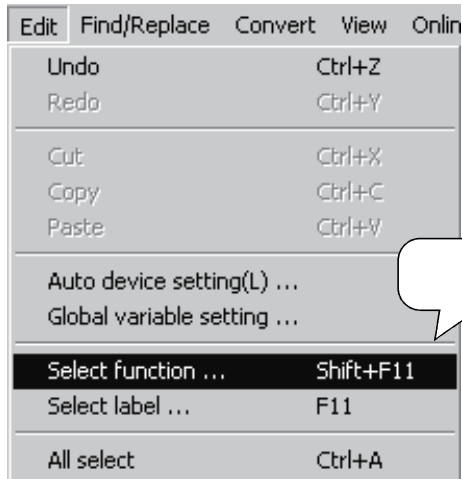 Edit Find/Replace Convert View Onlin
Undo Ctrl+Z
Redo Ctrl+Y
Cut Ctrl+X
Copy Ctrl+C
Paste Ctrl+V
Auto device setting(L) ...
Global variable setting ...
Select function ... Shift+F11
Select label ... F11
All select Ctrl+A